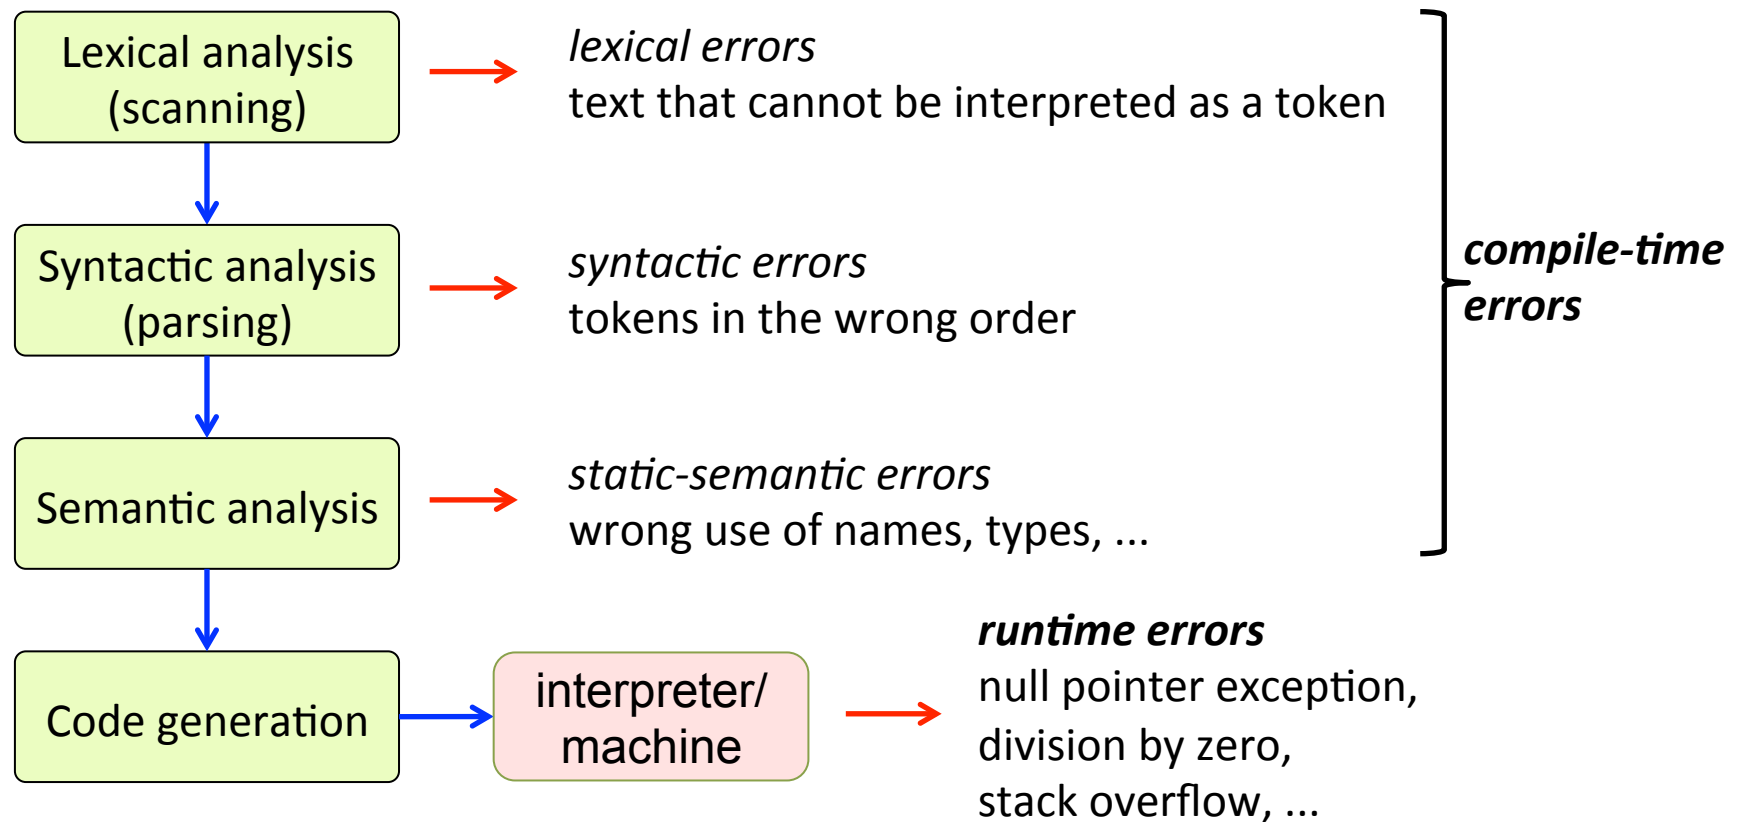 Lexical analysis
(scanning)
lexical errors
text that cannot be interpreted as a token
Syntactic analysis
(parsing)
syntactic errors
tokens in the wrong order
compile-time
errors
Semantic analysis
static-semantic errors
wrong use of names, types, ...
Code generation
interpreter/
machine
runtime errors
null pointer exception,
division by zero,
stack overflow, ...